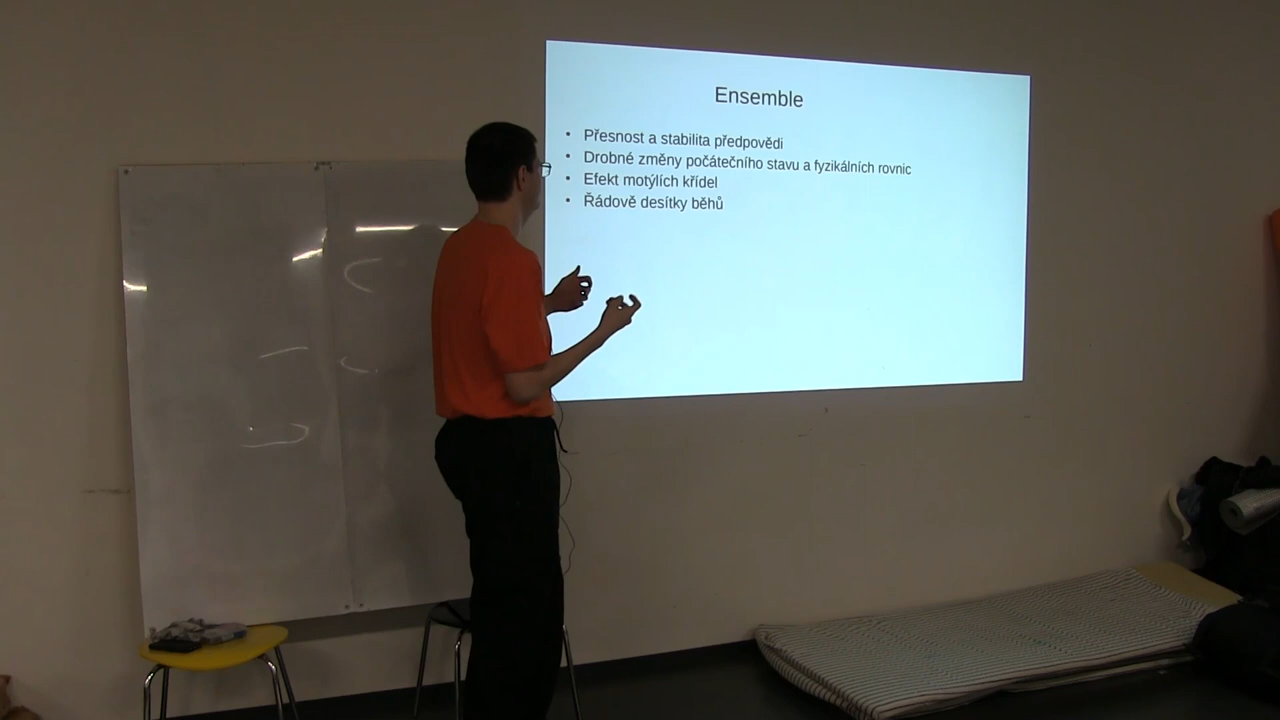 Ensemble
Přesnost a stabilita předpovědi
Drobné změny počátečního stavu a fyzikálních rovnic
Efekt motýlích křídel
Řádově desítky běhů